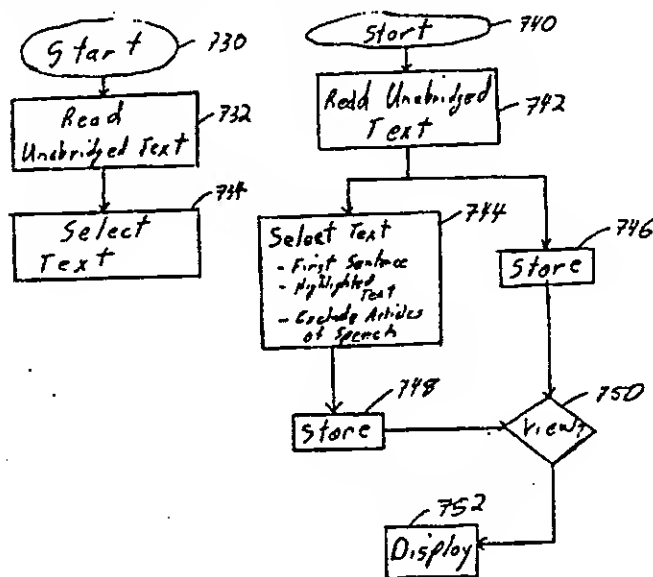 Start
730
Read
Unabridged Text
732
Select
Text
734
Start
740
Read Unabridged
Text
742
Select Text
- First Sentence
- Highlighted
Text
- Exclude Articles
of Speech
744
Store
746
Store
748
View?
750
Display
752